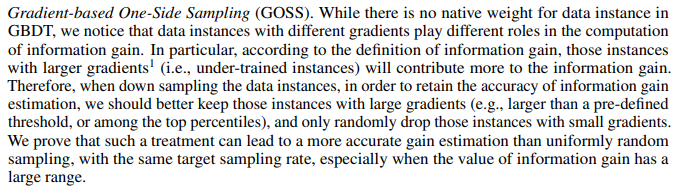 Gradient-based One-Side Sampling (GOSS). While there is no native weight for data instance in
GBDT, we notice that data instances with different gradients play different roles in the computation
of information gain. In particular, according to the definition of information gain, those instances
with larger gradients¹ (i.e., under-trained instances) will contribute more to the information gain.
Therefore, when down sampling the data instances, in order to retain the accuracy of information gain
estimation, we should better keep those instances with large gradients (e.g., larger than a pre-defined
threshold, or among the top percentiles), and only randomly drop those instances with small gradients.
We prove that such a treatment can lead to a more accurate gain estimation than uniformly random
sampling, with the same target sampling rate, especially when the value of information gain has a
large range.